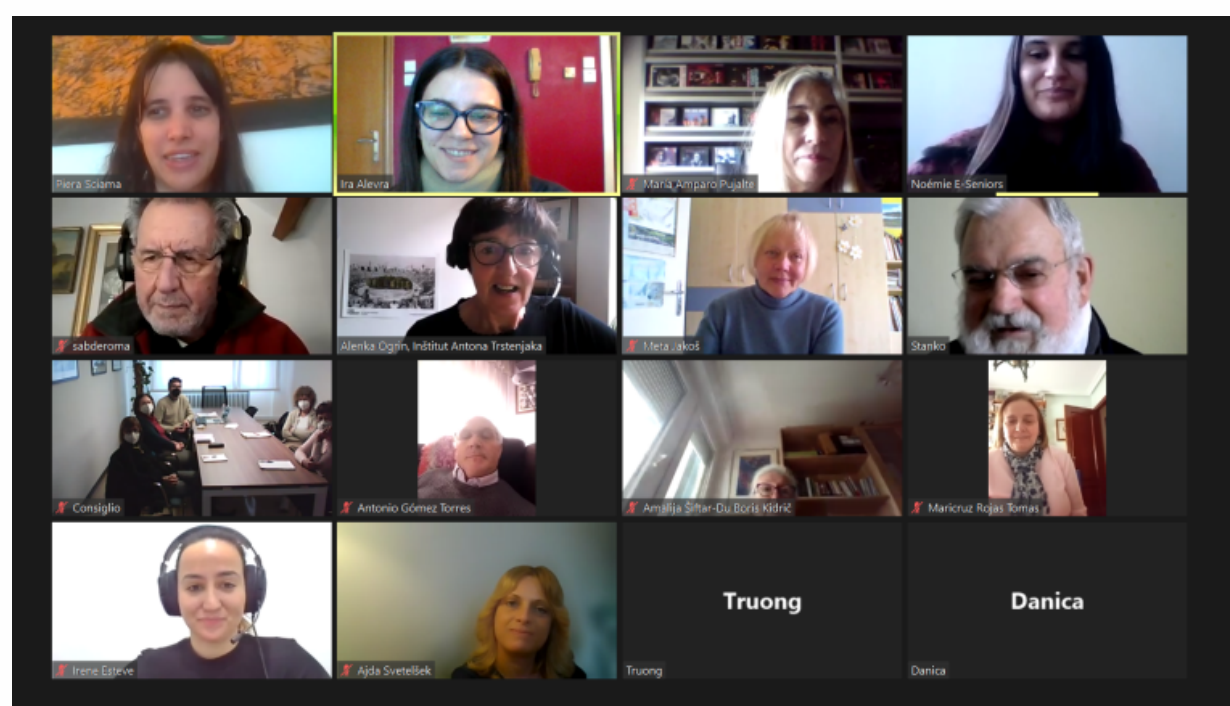 Piera Sciama
Ira Alevra
Maria Amparo Pujalte
Noémie E-Seniors
sabderoma
Alenka Ogrin, Inštitut Antona Trstenjaka
Meta Jakoš
Stanko
Consiglio
Antonio Gómez Torres
Amalija Šiftar-Du Boris Kidrič
Maricruz Rojas Tomas
Irene Esteve
Ajda Svetelšek
Truong
Truong
Danica
Danica